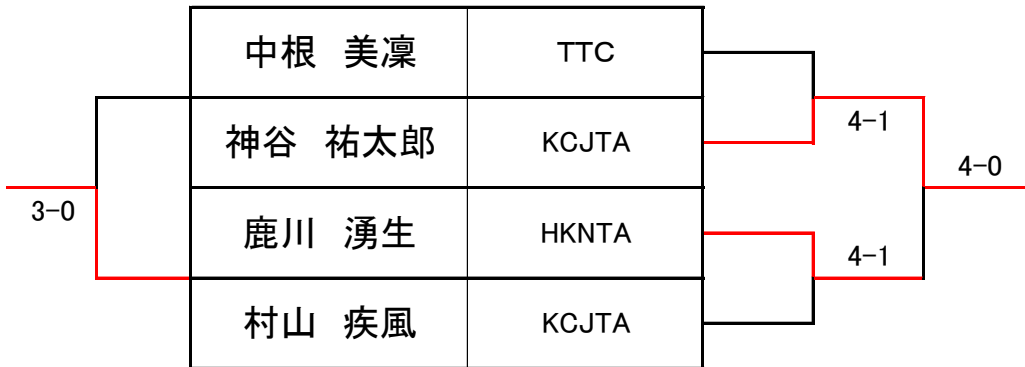 中根 美凜 TTC
神谷 祐太郎 KCJTA
4-1
4-0
3-0
鹿川 湧生 HKNTA
4-1
村山 疾風 KCJTA